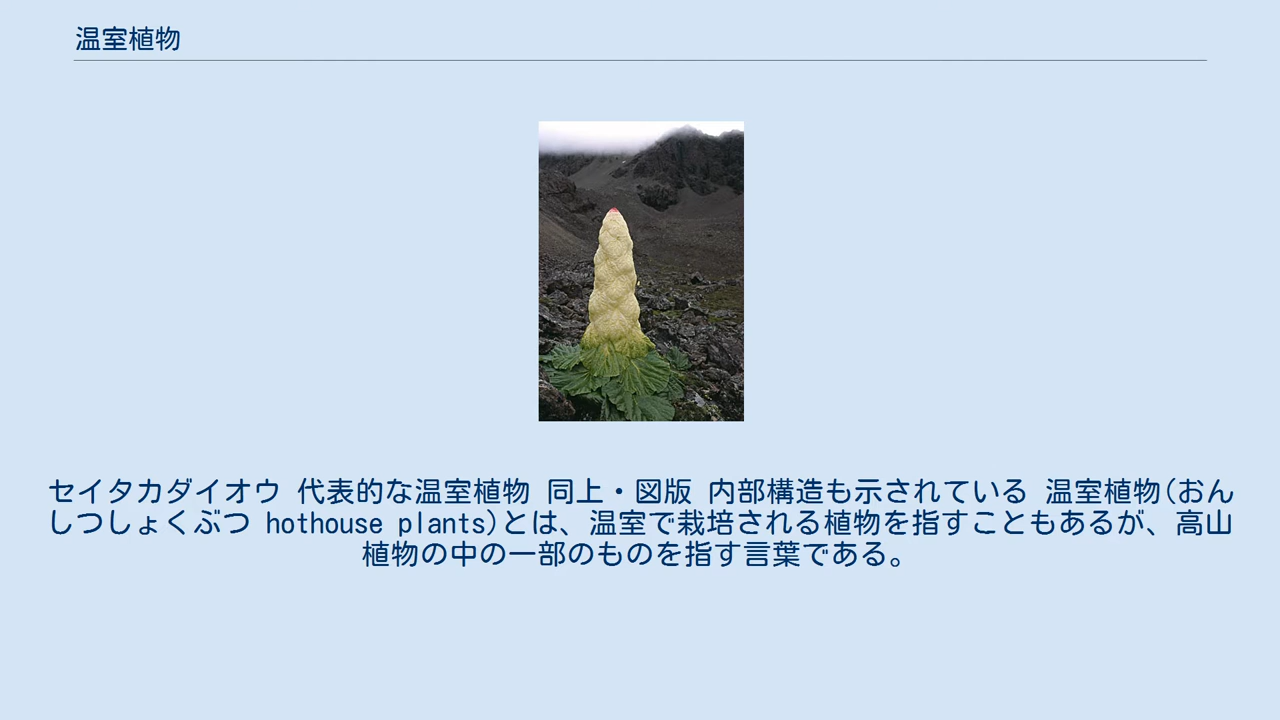 温室植物
セイタカダイオウ 代表的な温室植物 同上・図版 内部構造も示されている 温室植物(おん
しつしょくぶつ hothouse plants)とは、温室で栽培される植物を指すこともあるが、高山
植物の中の一部のものを指す言葉である。